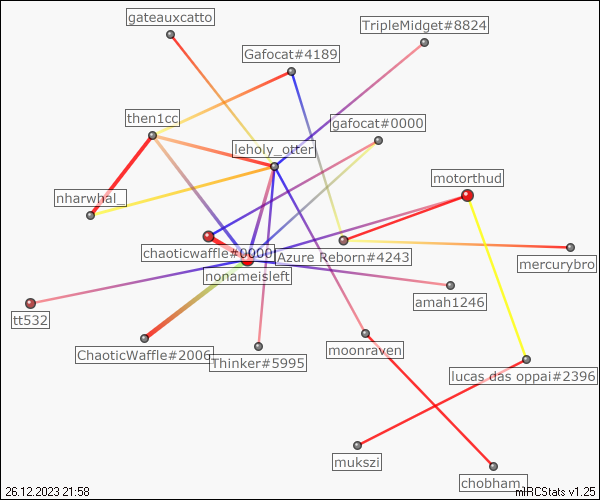 gateauxcatto
TripleMidget#8824
Gafocat#4189
then1cc
gafocat#0000
leholy_otter
motorthud
nharwhal_
chaoticwaffle#0000
Azure Reborn#4243
mercurybro
nonameisleft
amah1246
tt532
ChaoticWaffle#2006
Thinker#5995
moonraven
lucas das oppai#2396
mukszi
chobham_
26.12.2023 21:58
mIRCStats v1.25